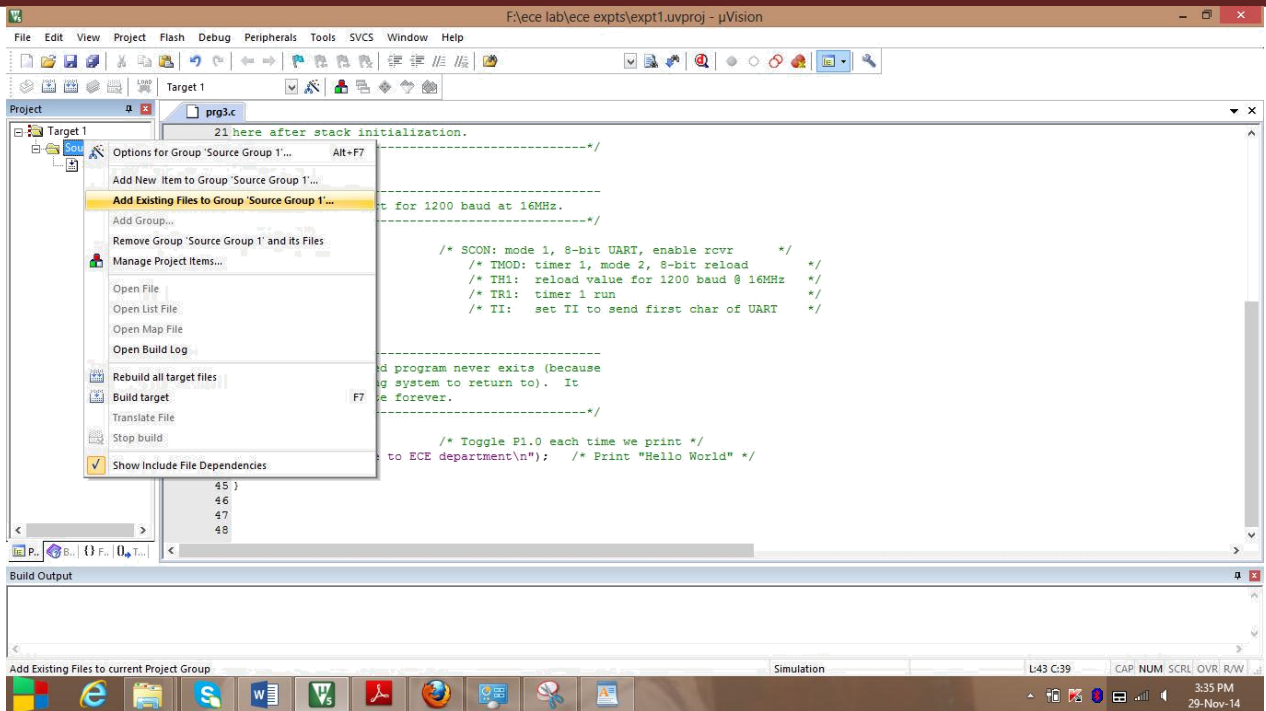 F:\ece lab\ece expts\expt1.uvproj - µVision
File Edit View Project Flash Debug Peripherals Tools SVCS Window Help
LOAD Target 1
Project
prg3.c
Target 1
Sou
Options for Group 'Source Group 1'... Alt+F7
Add New Item to Group 'Source Group 1'...
Add Existing Files to Group 'Source Group 1'...
Add Group...
Remove Group 'Source Group 1' and its Files
Manage Project Items...
Open File
Open List File
Open Map File
Open Build Log
Rebuild all target files
Build target F7
Translate File
Stop build
Show Include File Dependencies
21 here after stack initialization.
------------------------------*/
------------------------------
t for 1200 baud at 16MHz.
------------------------------*/
/* SCON: mode 1, 8-bit UART, enable rcvr */
/* TMOD: timer 1, mode 2, 8-bit reload */
/* TH1: reload value for 1200 baud @ 16MHz */
/* TR1: timer 1 run */
/* TI: set TI to send first char of UART */
------------------------------
ed program never exits (because
g system to return to). It
e forever.
------------------------------*/
/* Toggle P1.0 each time we print */
to ECE department\n"); /* Print "Hello World" */
45 }
46
47
48
P.. B.. {} F.. 0 T...
Build Output
Add Existing Files to current Project Group
Simulation
L:43 C:39
CAP NUM SCRL OVR R/W
3:35 PM
29-Nov-14